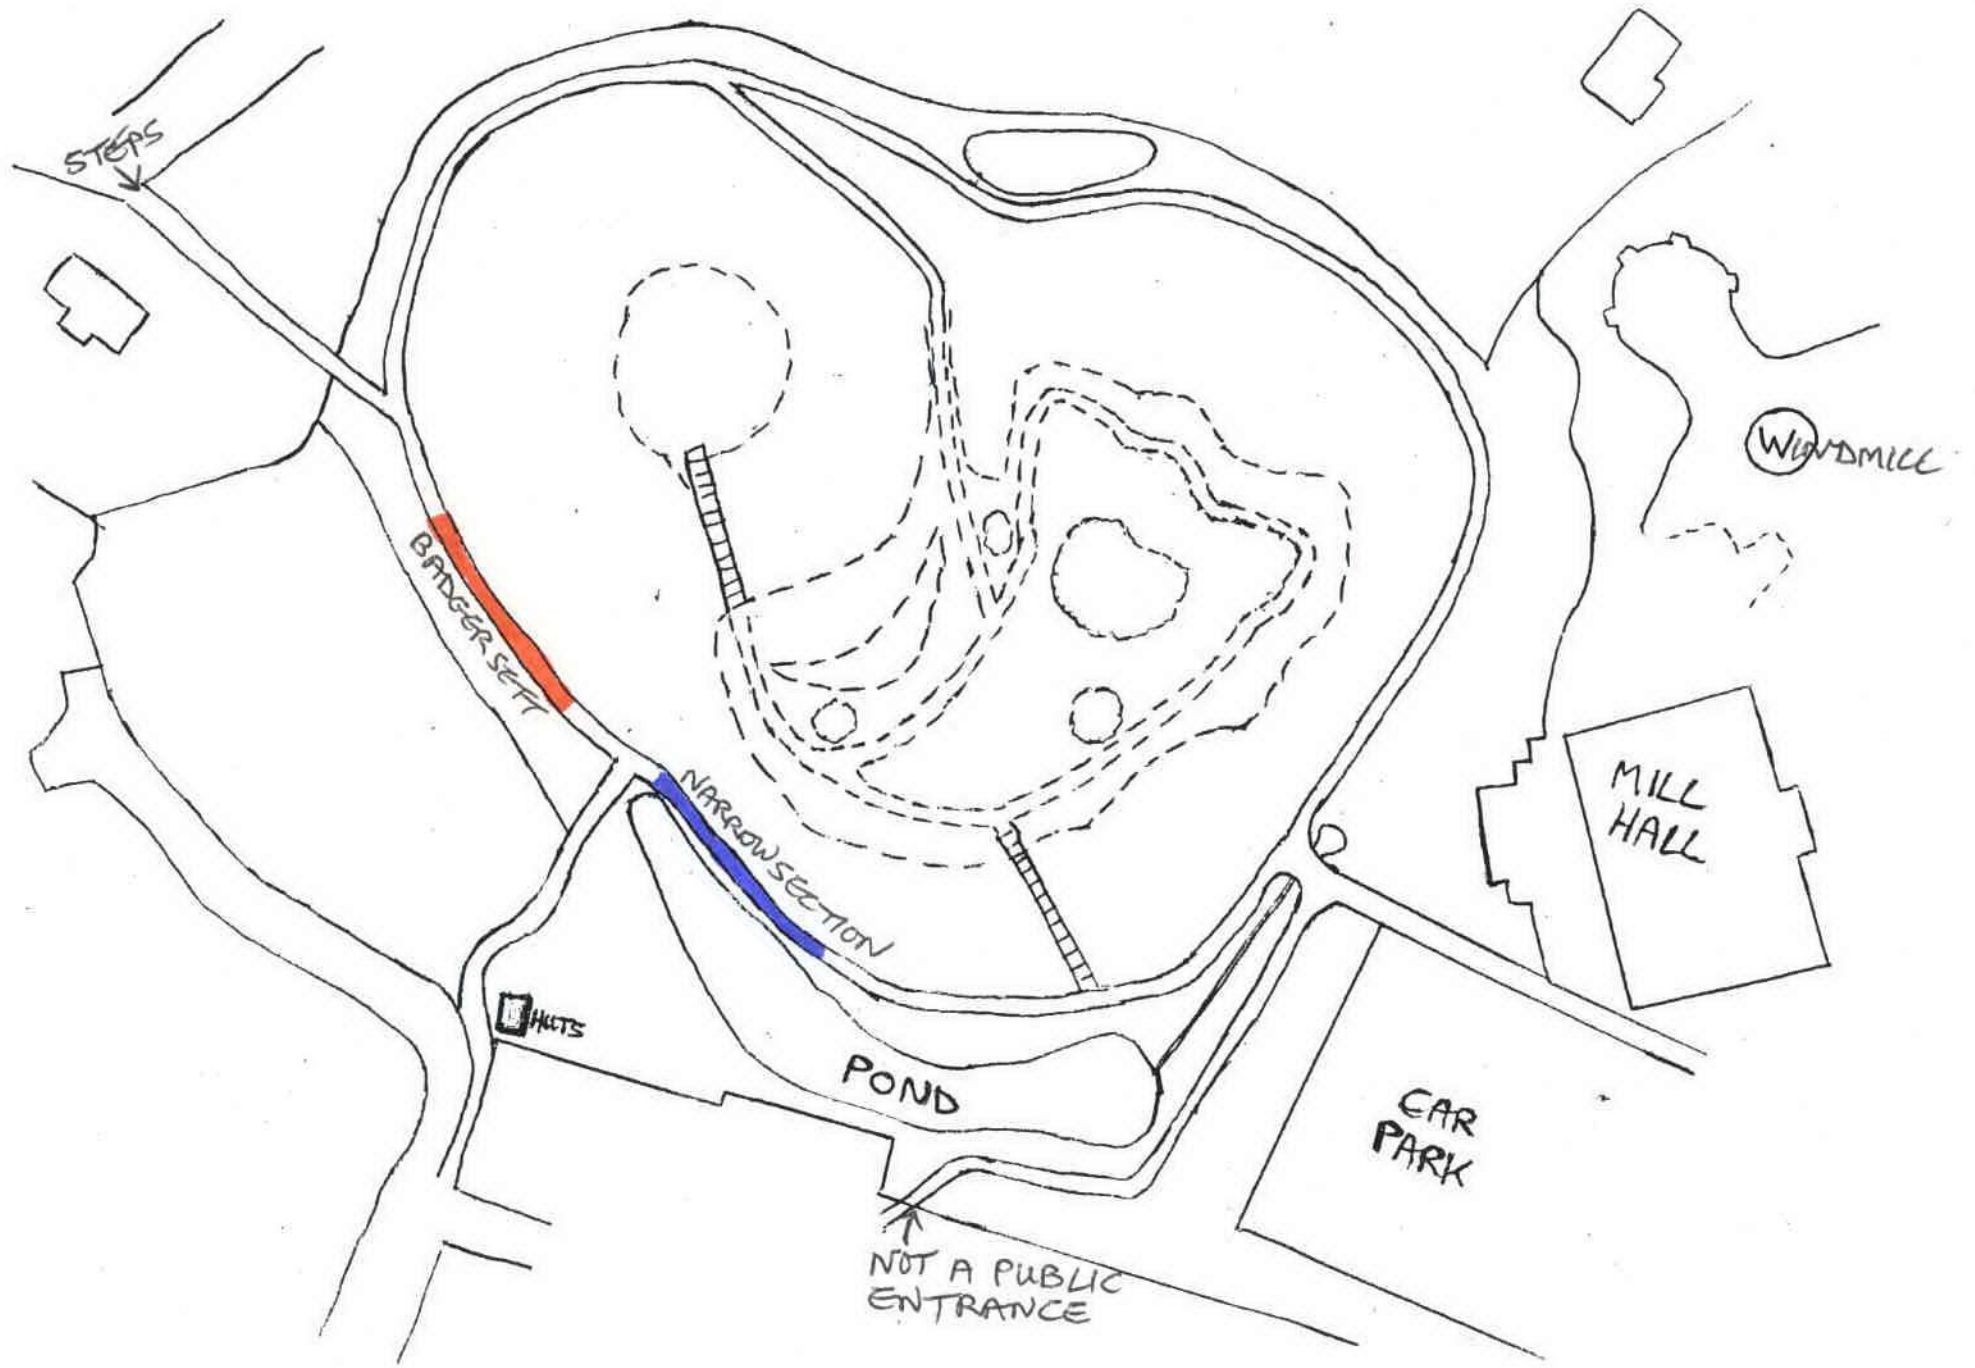 STEPS
WINDMILL
BADGER SETT
NARROW SECTION
MILL
HALL
HUTS
POND
CAR
PARK
NOT A PUBLIC
ENTRANCE